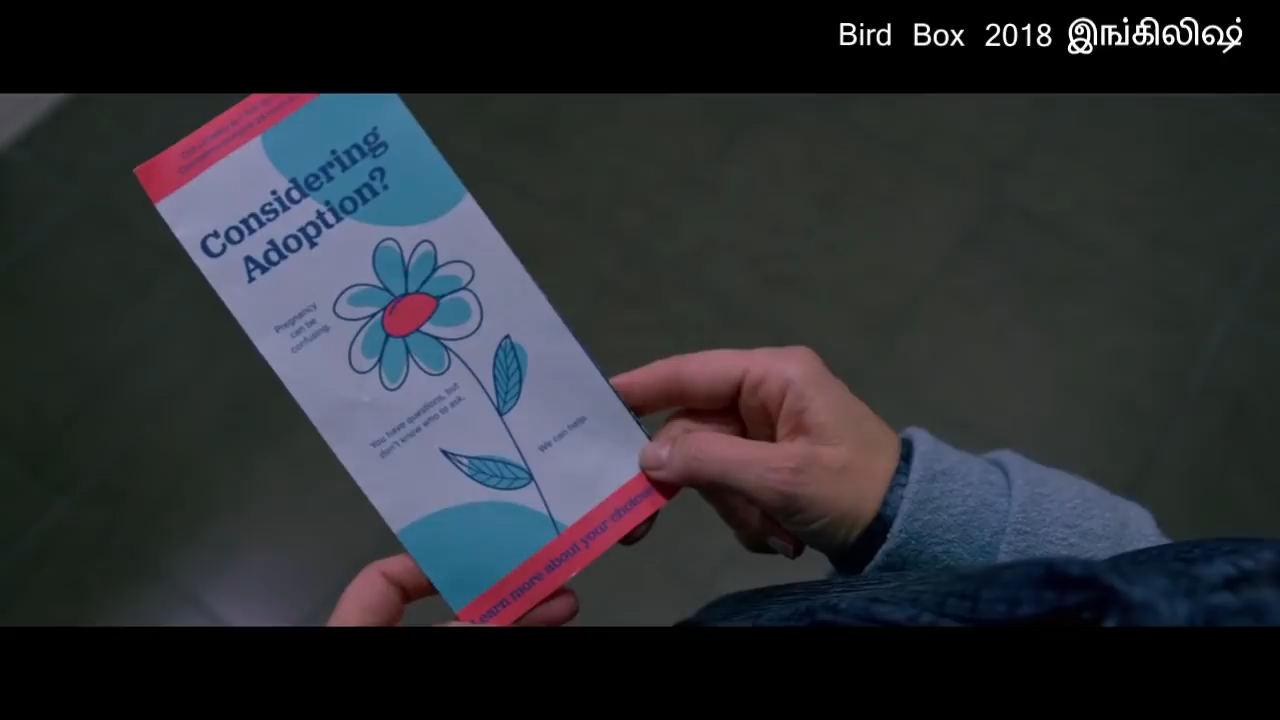 Bird Box 2018 இங்கிலிஷ்
Considering
Adoption?
Pregnancy
can be
confusing.
You have questions, but
don't know who to ask.
We can help.
Learn more about your choices